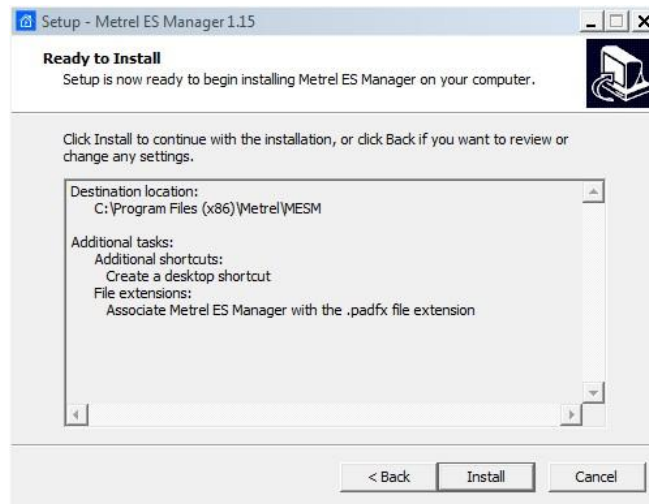 Setup - Metrel ES Manager 1.15
Ready to Install
Setup is now ready to begin installing Metrel ES Manager on your computer.
Click Install to continue with the installation, or click Back if you want to review or
change any settings.
Destination location:
C:\Program Files (x86)\Metrel\MESM
Additional tasks:
Additional shortcuts:
Create a desktop shortcut
File extensions:
Associate Metrel ES Manager with the .padfx file extension
< Back
Install
Cancel